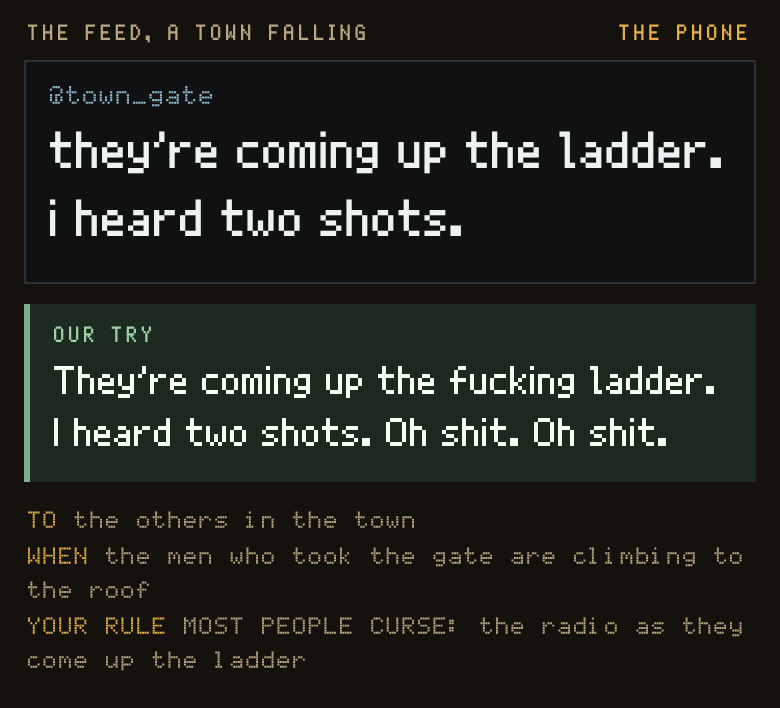 THE FEED, A TOWN FALLING
THE PHONE
@town_gate
they're coming up the ladder.
i heard two shots.
OUR TRY
They're coming up the fucking ladder.
I heard two shots. Oh shit. Oh shit.
TO the others in the town
WHEN the men who took the gate are climbing to
the roof
YOUR RULE MOST PEOPLE CURSE: the radio as they
come up the ladder